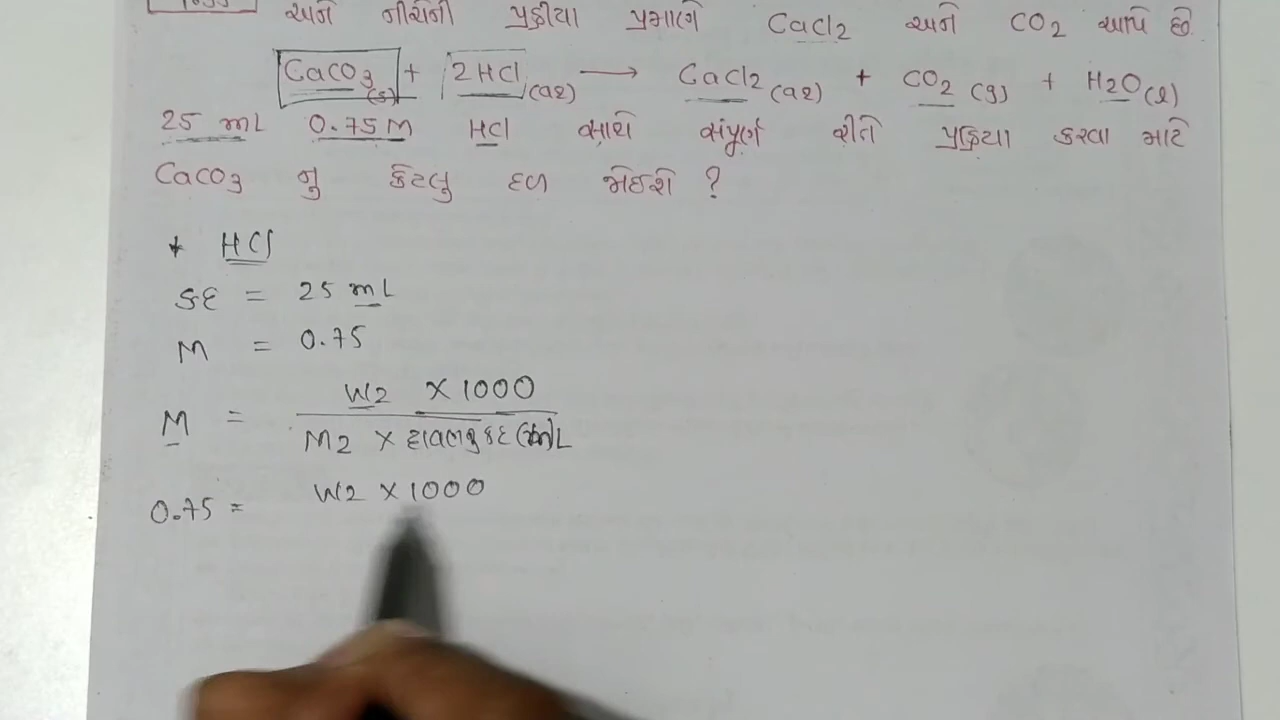 અને નીચેની પ્રક્રીયા પ્રમાણે CaCl2 અને CO2 આપે છે.
CaCO3(s) + 2HCl(aq) → CaCl2(aq) + CO2(g) + H2O(l)
25 mL 0.75M HCl સાથે સંપૂર્ણ રીતે પ્રક્રિયા કરવા માટે
CaCO3 નુ કેટલુ દળ જોઇશે ?
* HCl
કદ = 25 mL
M = 0.75
M = W2 × 1000
M2 × દ્રાવણનુ કદ (mL
0.75 = W2 × 1000